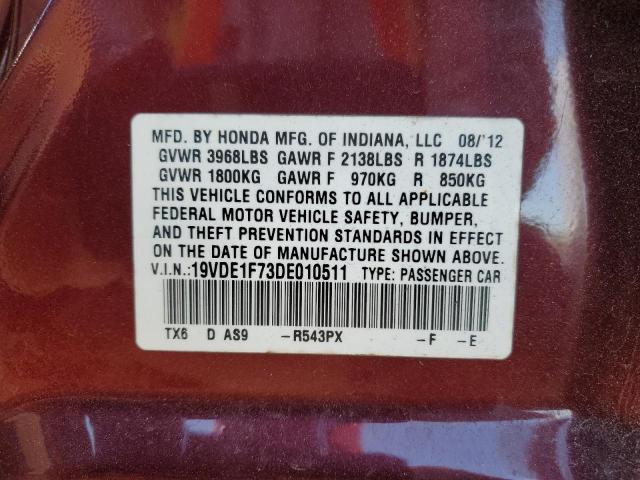 MFD. BY HONDA MFG. OF INDIANA, LLC 08/'12
GVWR 3968LBS GAWR F 2138LBS R 1874LBS
GVWR 1800KG GAWR F 970KG R 850KG
THIS VEHICLE CONFORMS TO ALL APPLICABLE
FEDERAL MOTOR VEHICLE SAFETY, BUMPER,
AND THEFT PREVENTION STANDARDS IN EFFECT
ON THE DATE OF MANUFACTURE SHOWN ABOVE.
V.I.N.:19VDE1F73DE010511 TYPE: PASSENGER CAR
TX6 D AS9 -R543PX -F -E